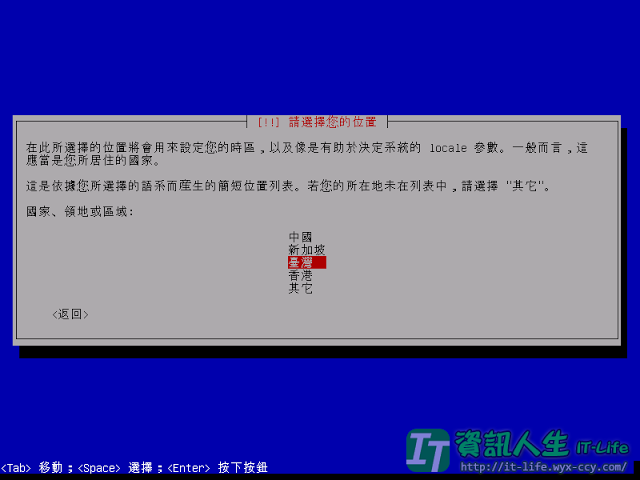 [!!] 請選擇您的位置
在此所選擇的位置將會用來設定您的時區，以及像是有助於決定系統的 locale 參數。一般而言，這
應當是您所居住的國家。
這是依據您所選擇的語系而產生的簡短位置列表。若您的所在地未在列表中，請選擇 "其它"。
國家、領地或區域:
中國
新加坡
臺灣
香港
其它
<返回>
IT 資訊人生 IT-Life
http://it-life.wyx-ccy.com/
<Tab> 移動；<Space> 選擇；<Enter> 按下按鈕